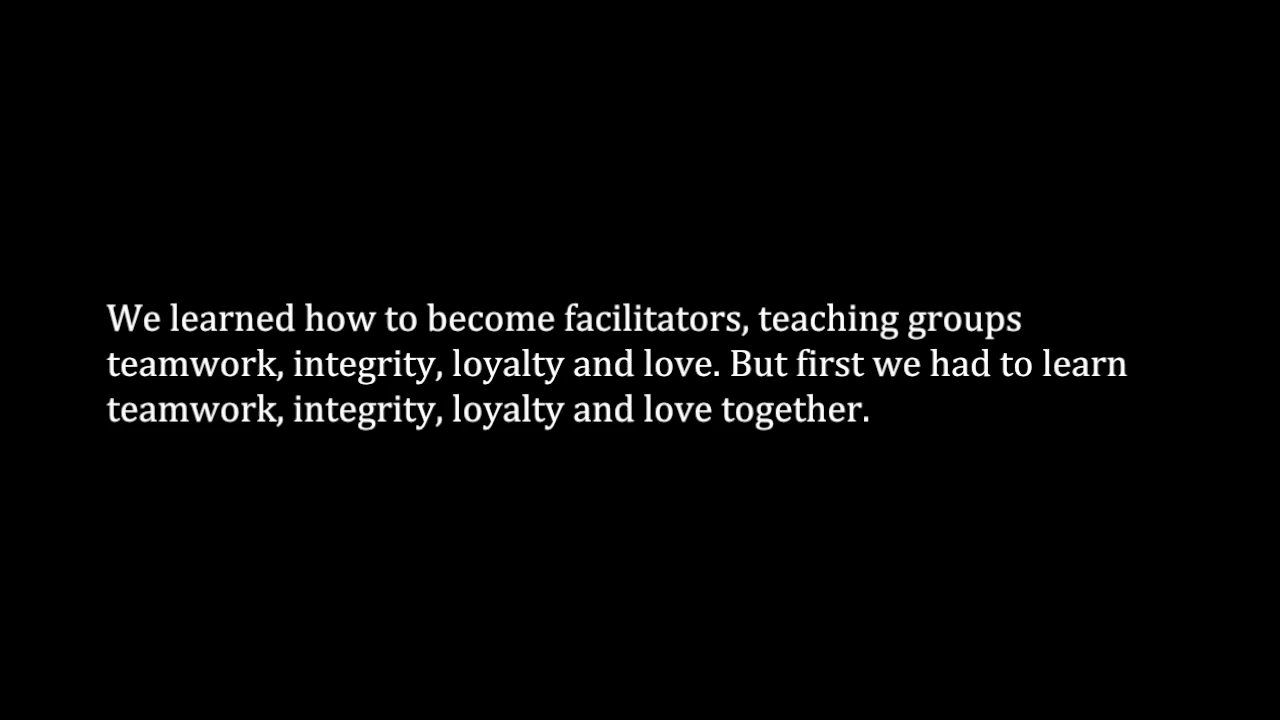 We learned how to become facilitators, teaching groups
teamwork, integrity, loyalty and love. But first we had to learn
teamwork, integrity, loyalty and love together.